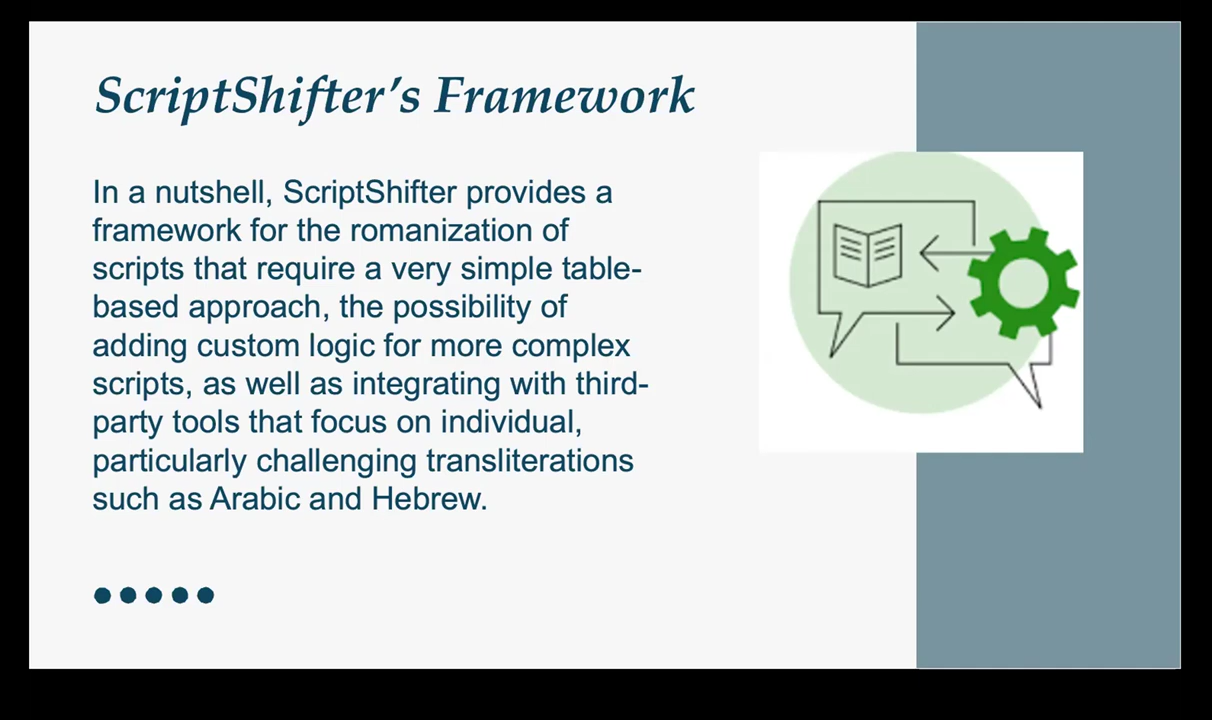 ScriptShifter’s Framework
In a nutshell, ScriptShifter provides a
framework for the romanization of
scripts that require a very simple table-
based approach, the possibility of
adding custom logic for more complex
scripts, as well as integrating with third-
party tools that focus on individual,
particularly challenging transliterations
such as Arabic and Hebrew.